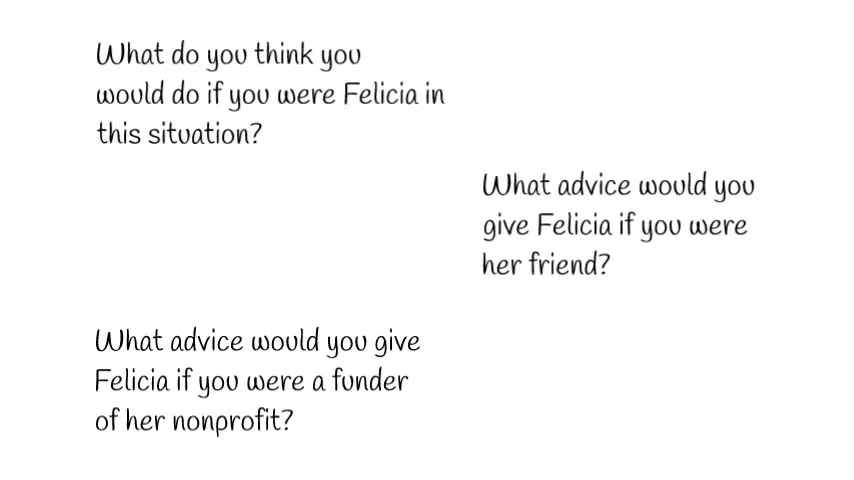 What do you think you
would do if you were Felicia in
this situation?
What advice would you
give Felicia if you were
her friend?
What advice would you give
Felicia if you were a funder
of her nonprofit?